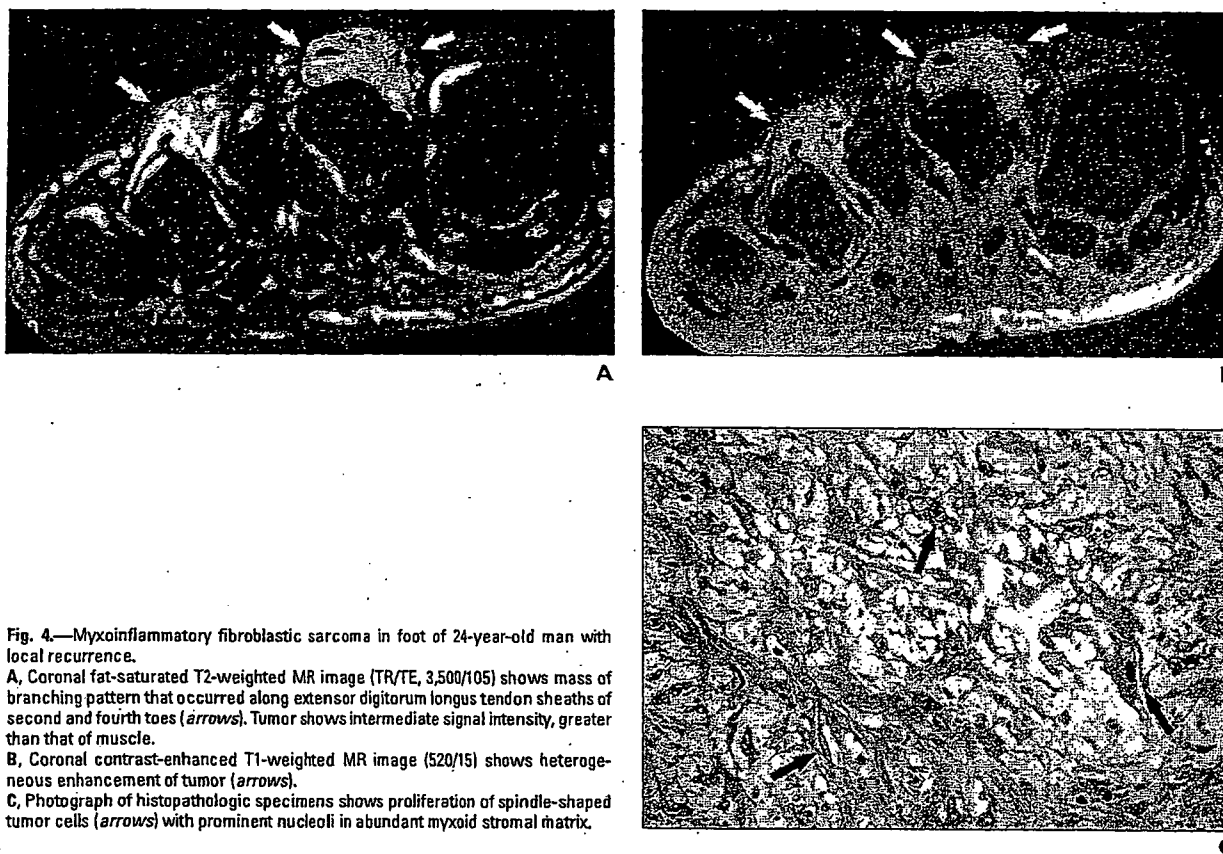 A
Fig. 4.—Myxoinflammatory fibroblastic sarcoma in foot of 24-year-old man with
local recurrence.
A, Coronal fat-saturated T2-weighted MR image (TR/TE, 3,500/105) shows mass of
branching pattern that occurred along extensor digitorum longus tendon sheaths of
second and fourth toes (arrows). Tumor shows intermediate signal intensity, greater
than that of muscle.
B, Coronal contrast-enhanced T1-weighted MR image (520/15) shows heteroge-
neous enhancement of tumor (arrows).
C, Photograph of histopathologic specimens shows proliferation of spindle-shaped
tumor cells (arrows) with prominent nucleoli in abundant myxoid stromal matrix.